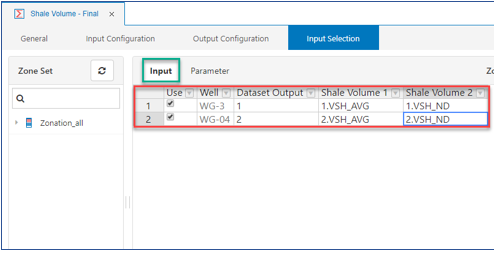 Shale Volume - Final ×
General Input Configuration Output Configuration Input Selection
Zone Set Input Parameter Zo
Use Well Dataset Output Shale Volume 1 Shale Volume 2
1 WG-3 1 1.VSH_AVG 1.VSH_ND
2 WG-04 2 2.VSH_AVG 2.VSH_ND
Zonation_all